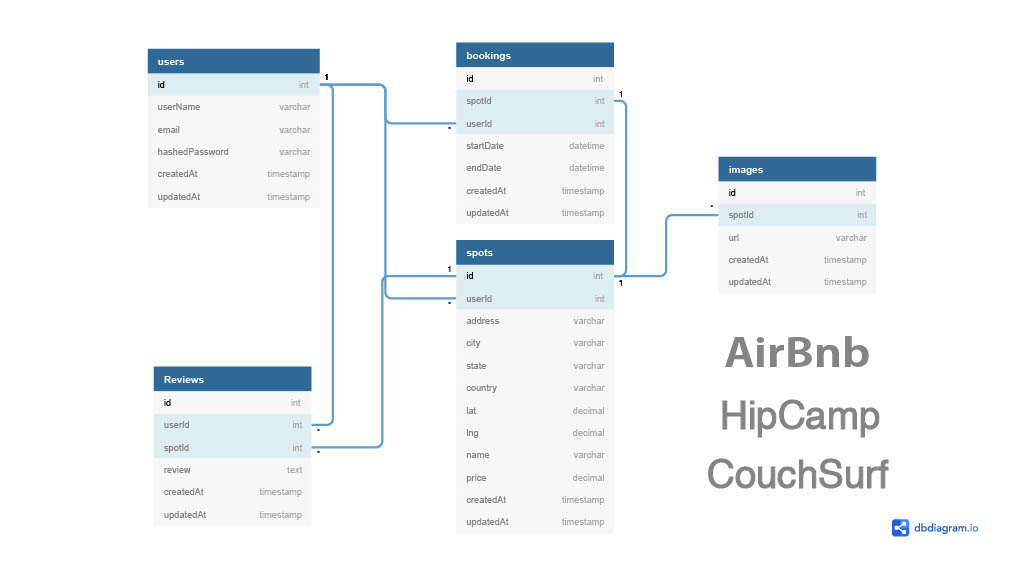 users
id int
userName varchar
email varchar
hashedPassword varchar
createdAt timestamp
updatedAt timestamp
1
bookings
id int
spotId int
userId int
startDate datetime
endDate datetime
createdAt timestamp
updatedAt timestamp
1
*
images
id int
spotId int
url varchar
createdAt timestamp
updatedAt timestamp
*
spots
id int
userId int
address varchar
city varchar
state varchar
country varchar
lat decimal
lng decimal
name varchar
price decimal
createdAt timestamp
updatedAt timestamp
1
*
1
Reviews
id int
userId int
spotId int
review text
createdAt timestamp
updatedAt timestamp
*
*
AirBnb
HipCamp
CouchSurf
dbdiagram.io